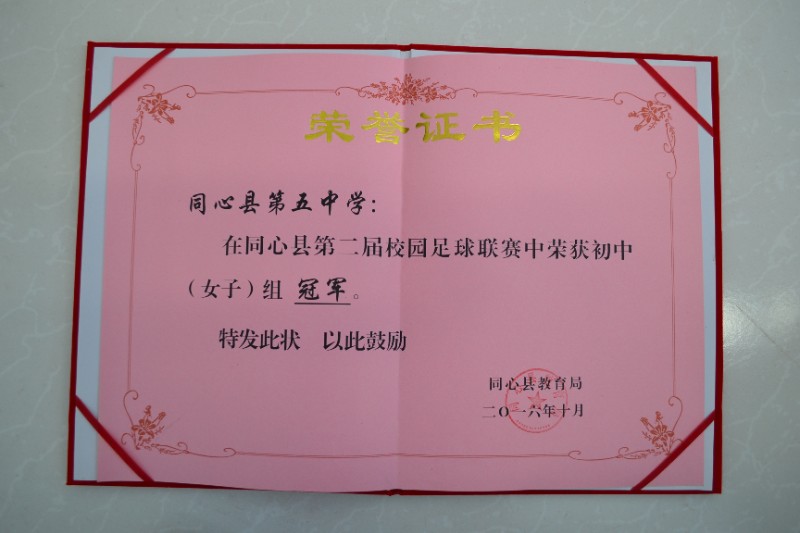 荣誉证书
同心县第五中学：
在同心县第二届校园足球联赛中荣获初中
（女子）组 冠军。
特发此状 以此鼓励
同心县教育局
二〇一六年十月